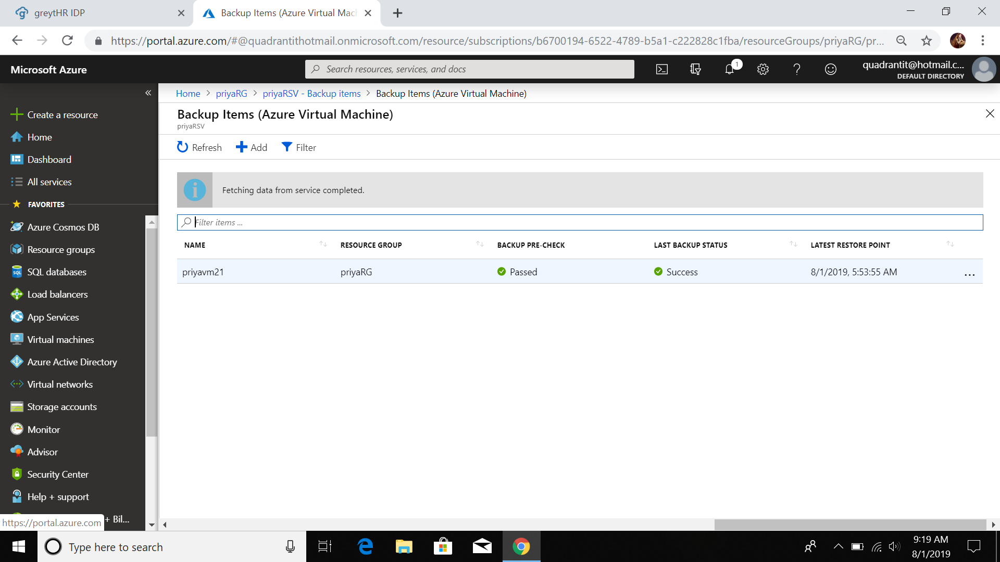 greytHR IDP
Backup Items (Azure Virtual Mac
https://portal.azure.com/#@quadrantithotmail.onmicrosoft.com/resource/subscriptions/b6700194-6522-4789-b5a1-c222828c1fba/resourceGroups/priyaRG/pr...
Microsoft Azure
Search resources, services, and docs
1
quadrantit@hotmail.c...
DEFAULT DIRECTORY
«
Create a resource
Home
Dashboard
All services
FAVORITES
Azure Cosmos DB
Resource groups
SQL databases
Load balancers
App Services
Virtual machines
Azure Active Directory
Virtual networks
Storage accounts
Monitor
Advisor
Security Center
Help + support
+ Bil...
https://portal.azure.com
Home > priyaRG > priyaRSV - Backup items > Backup Items (Azure Virtual Machine)
Backup Items (Azure Virtual Machine)
priyaRSV
Refresh Add Filter
Fetching data from service completed.
Filter items ...
NAME RESOURCE GROUP BACKUP PRE-CHECK LAST BACKUP STATUS LATEST RESTORE POINT
priyavm21 priyaRG Passed Success 8/1/2019, 5:53:55 AM ...
Type here to search
9:19 AM
8/1/2019